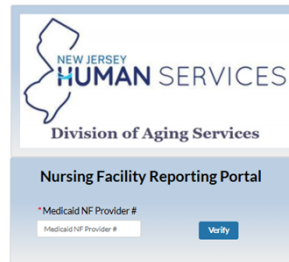 NEW JERSEY
HUMAN SERVICES
Division of Aging Services
Nursing Facility Reporting Portal
* Medicaid NF Provider #
Medicaid NF Provider #
Verify